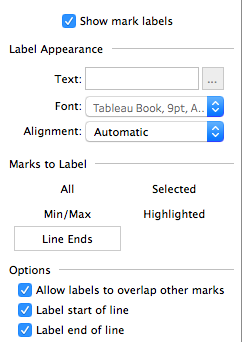 Show mark labels
Label Appearance
Text:
...
Font: Tableau Book, 9pt, A..
Alignment: Automatic
Marks to Label
All Selected
Min/Max Highlighted
Line Ends
Options
Allow labels to overlap other marks
Label start of line
Label end of line